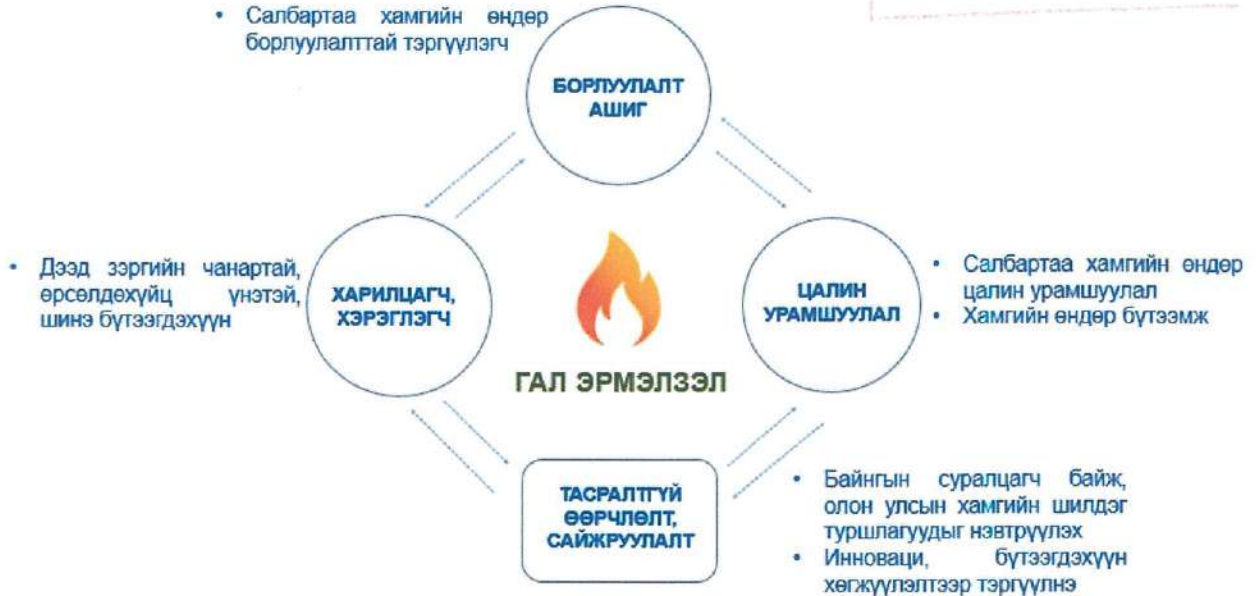 • Салбартаа хамгийн өндөр
борлуулалттай тэргүүлэгч
БОРЛУУЛАЛТ
АШИГ
• Дээд зэргийн чанартай,
өрсөлдөхүйц үнэтэй,
шинэ бүтээгдэхүүн
ХАРИЛЦАГЧ,
ХЭРЭГЛЭГЧ
ГАЛ ЭРМЭЛЗЭЛ
ЦАЛИН
УРАМШУУЛАЛ
• Салбартаа хамгийн өндөр
цалин урамшуулал
• Хамгийн өндөр бүтээмж
ТАСРАЛТГҮЙ
ӨӨРЧЛӨЛТ,
САЙЖРУУЛАЛТ
• Байнгын суралцагч байж,
олон улсын хамгийн шилдэг
туршлагуудыг нэвтрүүлэх
• Инноваци, бүтээгдэхүүн
хөгжүүлэлтээр тэргүүлнэ